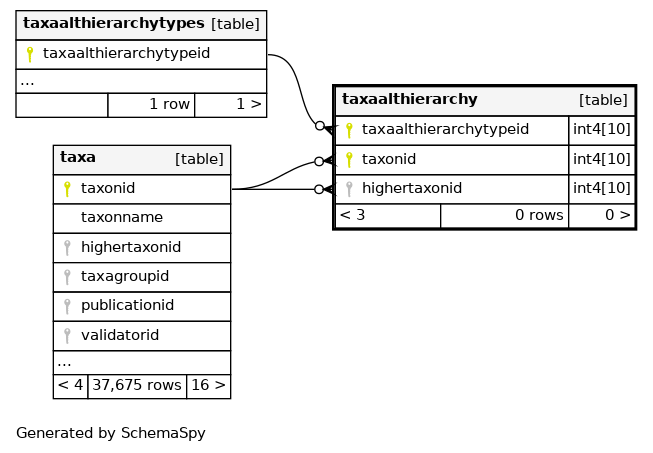 taxaalthierarchytypes [table]
taxaalthierarchytypeid
...
1 row 1 >
taxaalthierarchy [table]
taxaalthierarchytypeid int4[10]
taxonid int4[10]
highertaxonid int4[10]
< 3 0 rows 0 >
taxa [table]
taxonid
taxonname
highertaxonid
taxagroupid
publicationid
validatorid
...
< 4 37,675 rows 16 >
Generated by SchemaSpy